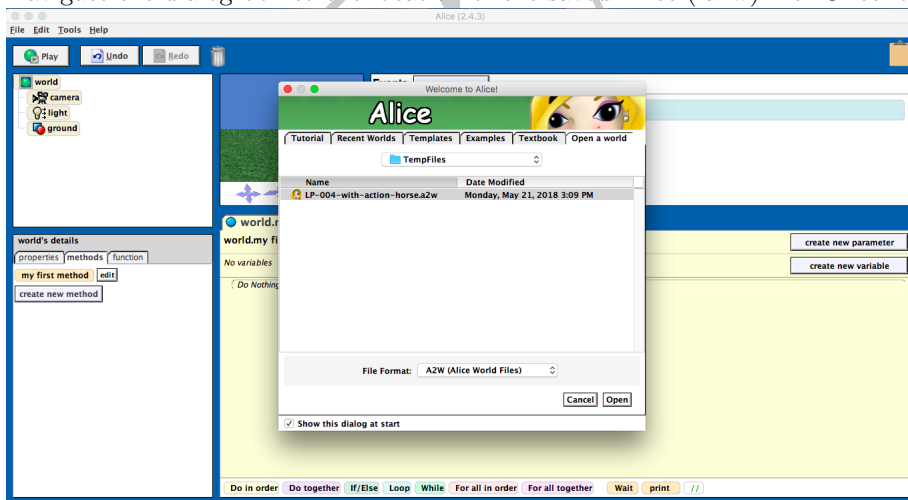 Alice (2.4.3)
File Edit Tools Help
Play Undo Redo
world
camera
light
ground
Welcome to Alice!
Alice
Tutorial Recent Worlds Templates Examples Textbook Open a world
TempFiles
Name Date Modified
LP-004-with-action-horse.a2w Monday, May 21, 2018 3:09 PM
world's details
properties methods function
my first method edit
create new method
world.my
create new parameter
No variables
create new variable
Do Nothing
File Format: A2W (Alice World Files)
Cancel Open
Show this dialog at start
Do in order Do together If/Else Loop While For all in order For all together Wait print //